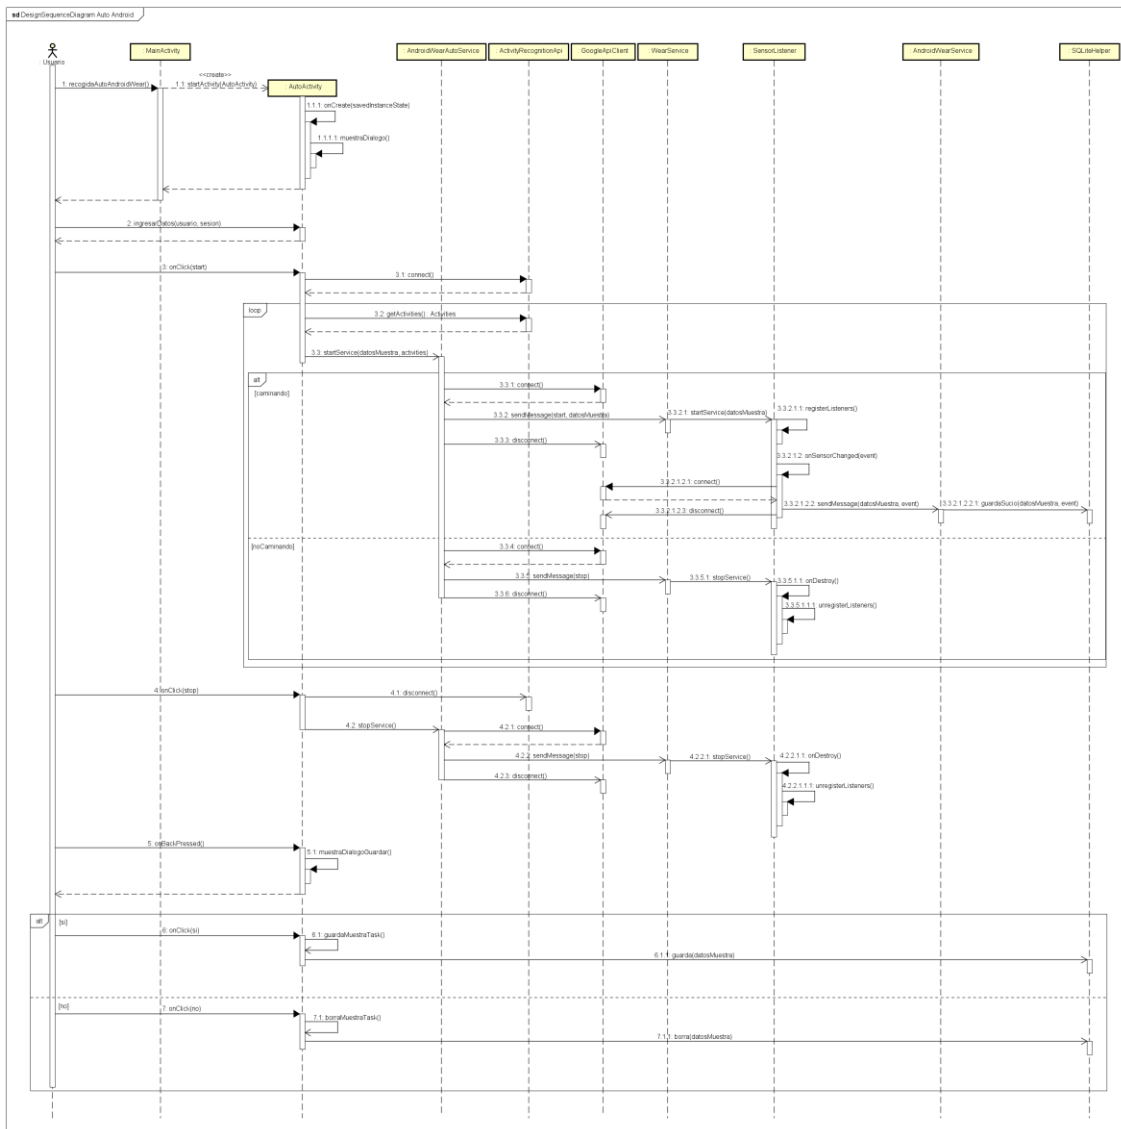 sd DesignSequenceDiagram Auto Android
: Usuario
: MainActivity
: AndroidWearAutoService
: ActivityRecognitionApi
: GoogleApiClient
: WearService
: SensorListener
: AndroidWearService
: SQLiteHelper
<<create>>
1: recogidaAutoAndroidWear()
1.1: startActivity(AutoActivity)
: AutoActivity
1.1.1: onCreate(savedInstanceState)
1.1.1.1: muestraDialogo()
2: ingresarDatos(usuario, sesion)
3: onClick(start)
3.1: connect()
loop
3.2: getActivities() : Activities
3.3: startService(datosMuestra, activities)
alt
[caminando]
3.3.1: connect()
3.3.2: sendMessage(start, datosMuestra)
3.3.2.1: startService(datosMuestra)
3.3.2.1.1: registerListeners()
3.3.3: disconnect()
3.3.2.1.2: onSensorChanged(event)
3.3.2.1.2.1: connect()
3.3.2.1.2.2: sendMessage(datosMuestra, event)
3.3.2.1.2.2.1: guardaSucio(datosMuestra, event)
3.3.2.1.2.3: disconnect()
[noCaminando]
3.3.4: connect()
3.3.5: sendMessage(stop)
3.3.5.1: stopService()
3.3.5.1.1: onDestroy()
3.3.6: disconnect()
3.3.5.1.1.1: unregisterListeners()
4: onClick(stop)
4.1: disconnect()
4.2: stopService()
4.2.1: connect()
4.2.2: sendMessage(stop)
4.2.2.1: stopService()
4.2.2.1.1: onDestroy()
4.2.3: disconnect()
4.2.2.1.1.1: unregisterListeners()
5: onBackPressed()
5.1: muestraDialogoGuardar()
alt
[si]
6: onClick(si)
6.1: guardaMuestraTask()
6.1.1: guarda(datosMuestra)
[no]
7: onClick(no)
7.1: borraMuestraTask()
7.1.1: borra(datosMuestra)